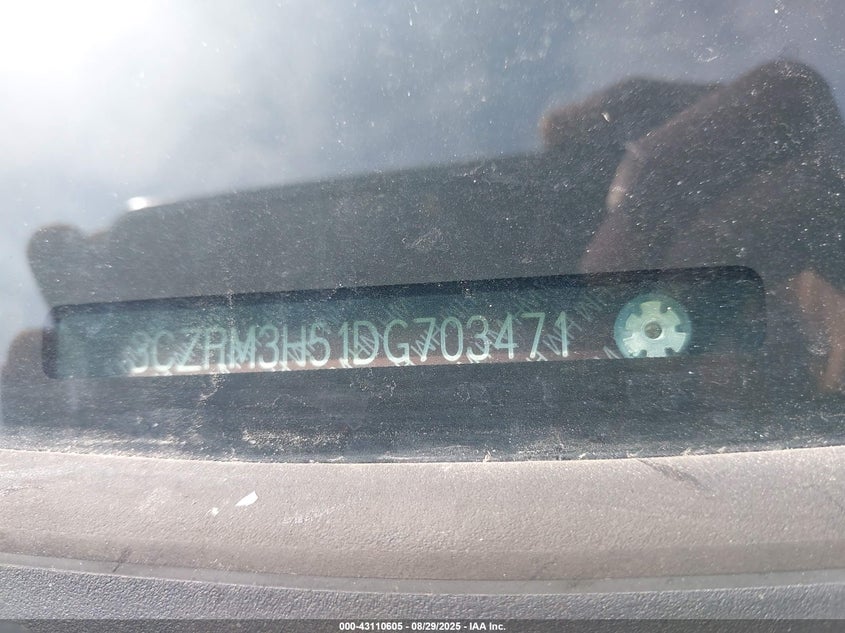 3CZRM3H51DG703471
000-43110605 - 08/29/2025 - IAA Inc.